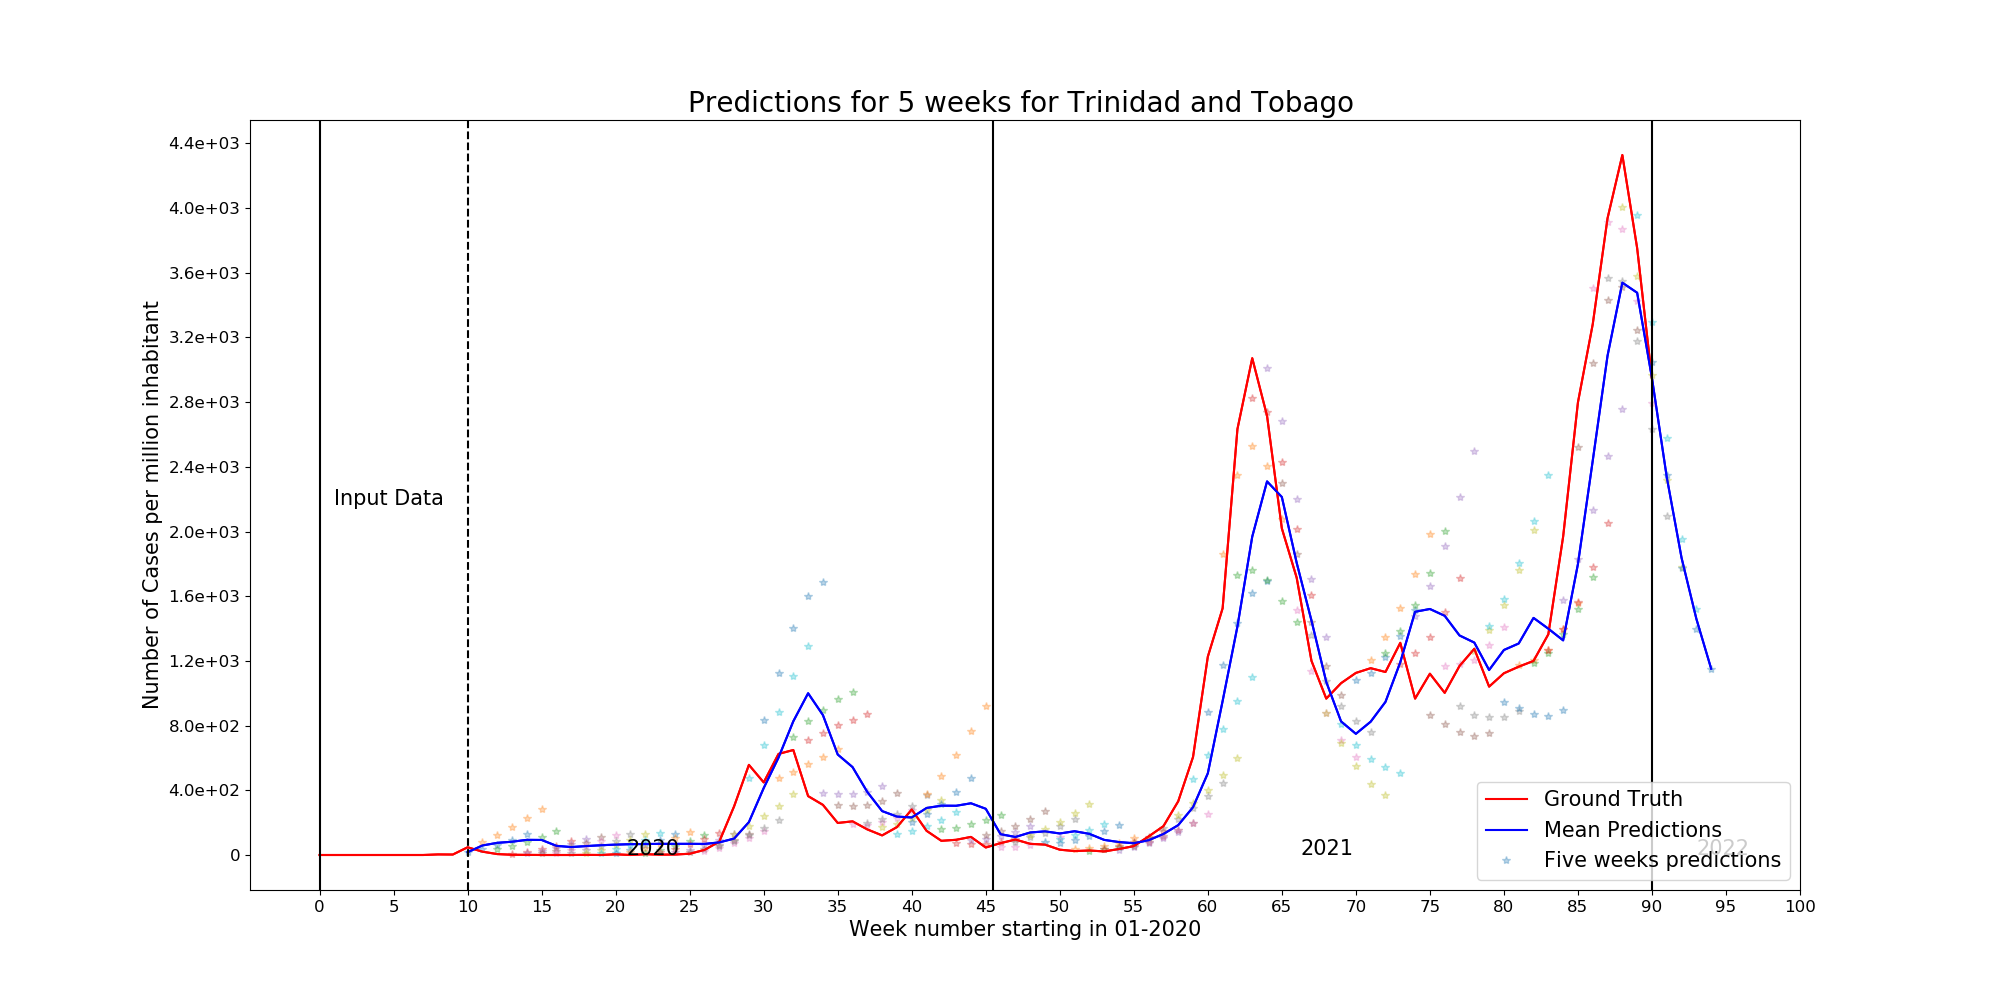 Predictions for 5 weeks for Trinidad and Tobago
Number of Cases per million inhabitant
4.4e+03
4.0e+03
3.6e+03
3.2e+03
2.8e+03
2.4e+03
2.0e+03
1.6e+03
1.2e+03
8.0e+02
4.0e+02
0
Input Data
2020
2021
2022
Ground Truth
Mean Predictions
Five weeks predictions
0 5 10 15 20 25 30 35 40 45 50 55 60 65 70 75 80 85 90 95 100
Week number starting in 01-2020